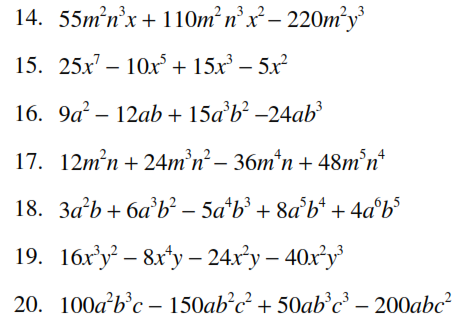 14. 55m²n³x + 110m²n³x² – 220m²y³
15. 25x⁷ – 10x⁵ + 15x³ – 5x²
16. 9a² – 12ab + 15a³b² –24ab³
17. 12m²n + 24m³n² – 36m⁴n + 48m⁵n⁴
18. 3a²b + 6a³b² – 5a⁴b³ + 8a⁵b⁴ + 4a⁶b⁵
19. 16x³y² – 8x⁴y – 24x²y – 40x²y³
20. 100a²b³c – 150ab²c² + 50ab³c³ – 200abc²